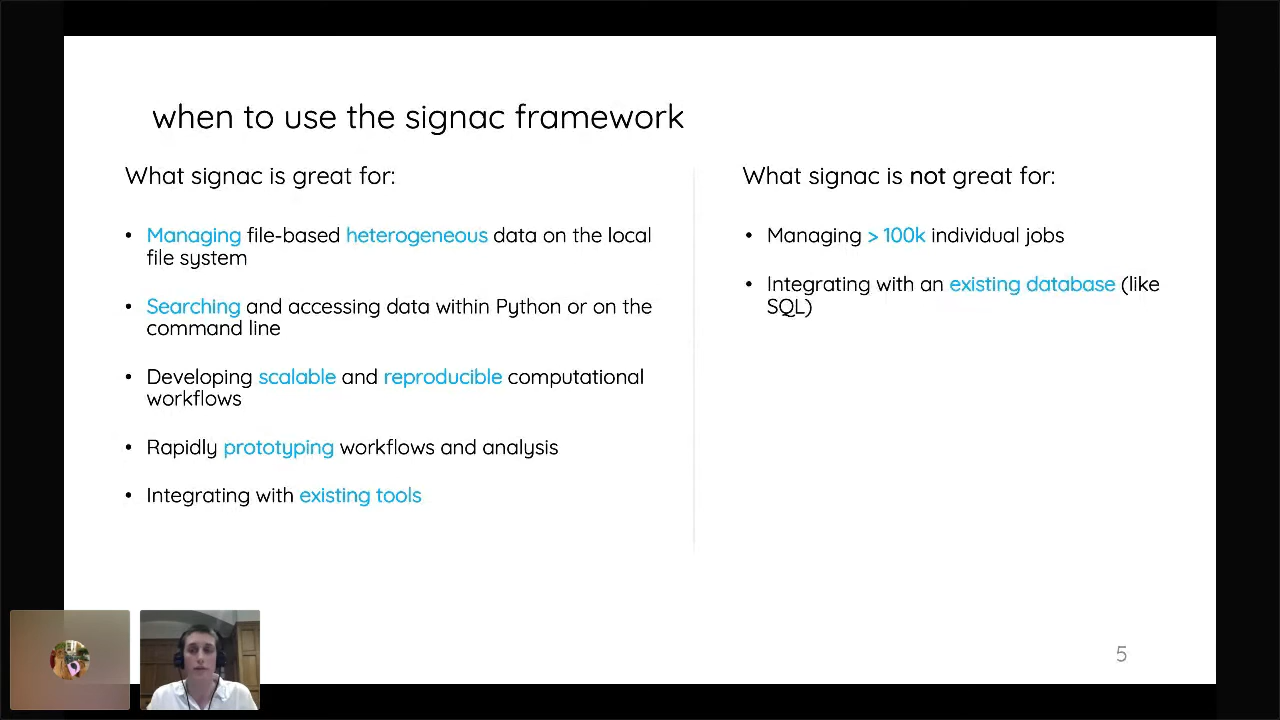 when to use the signac framework
What signac is great for:
• Managing file-based heterogeneous data on the local
file system
• Searching and accessing data within Python or on the
command line
• Developing scalable and reproducible computational
workflows
• Rapidly prototyping workflows and analysis
• Integrating with existing tools
What signac is not great for:
• Managing > 100k individual jobs
• Integrating with an existing database (like
SQL)
5